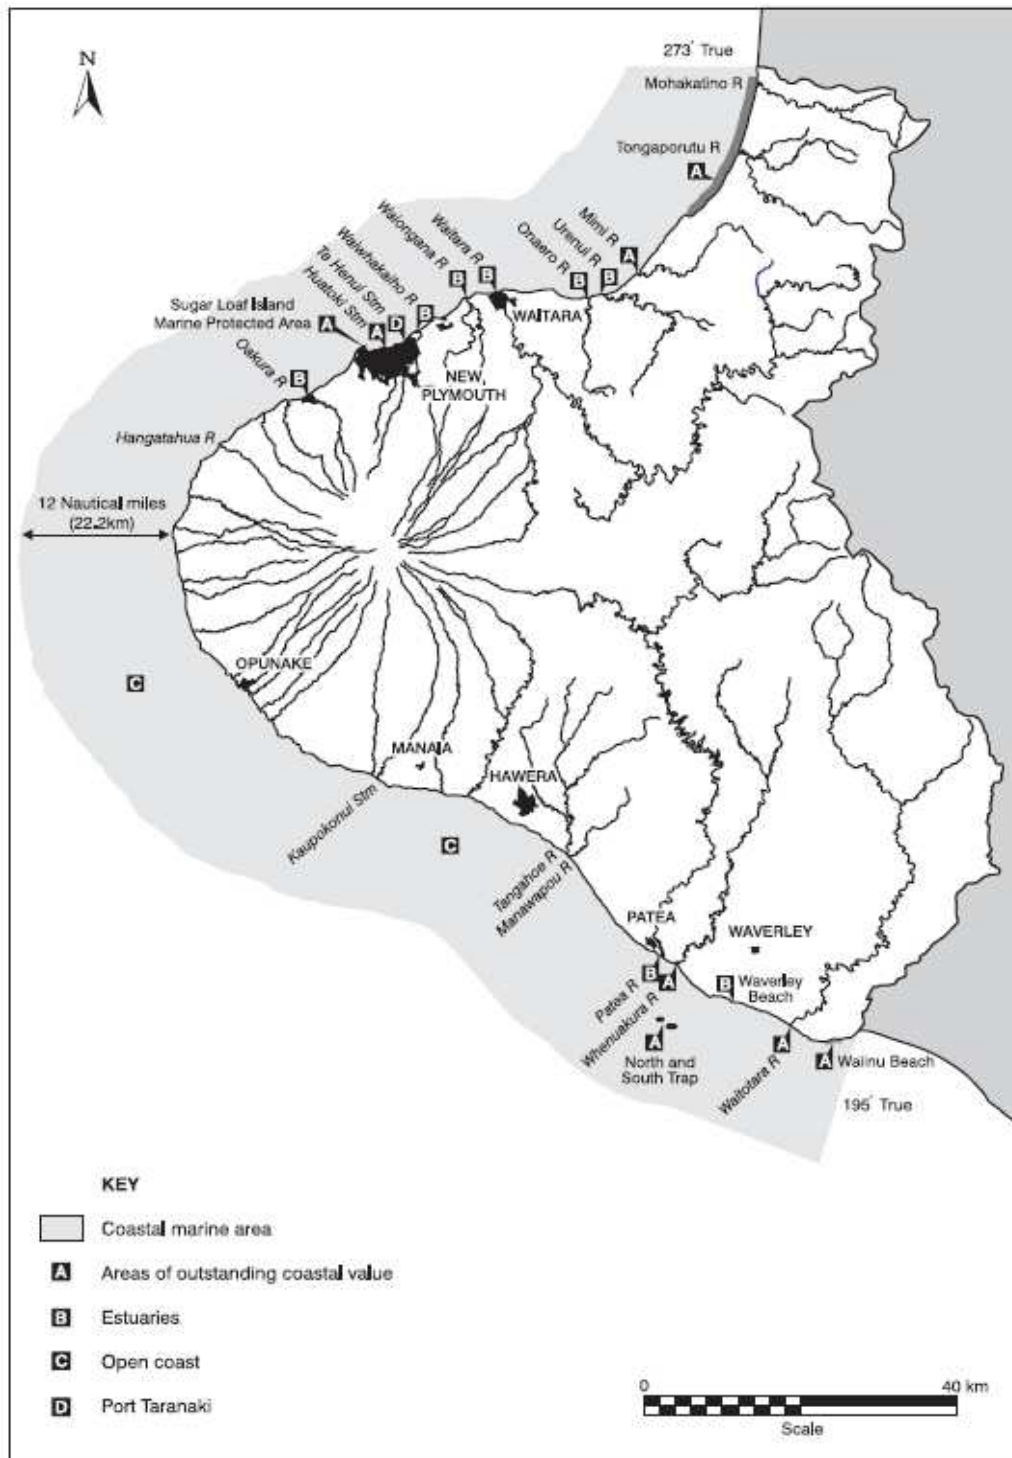 273° True
N
Mohakatino R
Tongaporutu R
A
Mimi R
Urenui R
Onaero R
A
B
B
Waitara R
Waiongana R
Waiwhakaiho R
Te Henui Stm
Huatoki Stm
B
B
B
D
A
WAITARA
Sugar Loaf Island
Marine Protected Area
A
NEW
PLYMOUTH
Oakura R
B
Hangatahua R
12 Nautical miles
(22.2km)
OPUNAKE
C
MANAIA
HAWERA
Kaupokonui Stm
C
Tangahoe R
Manawapou R
PATEA
WAVERLEY
B
A
B
Waverley
Beach
Patea R
Whenuakura R
A
North and
South Trap
A
Waitotara R
A
Waiinu Beach
195° True
KEY
Coastal marine area
A Areas of outstanding coastal value
B Estuaries
C Open coast
D Port Taranaki
0 40 km
Scale